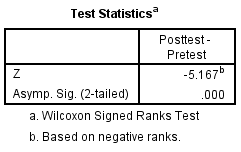 Test Statisticsa
Posttest -
Pretest
Z -5.167b
Asymp. Sig. (2-tailed) .000
a. Wilcoxon Signed Ranks Test
b. Based on negative ranks.